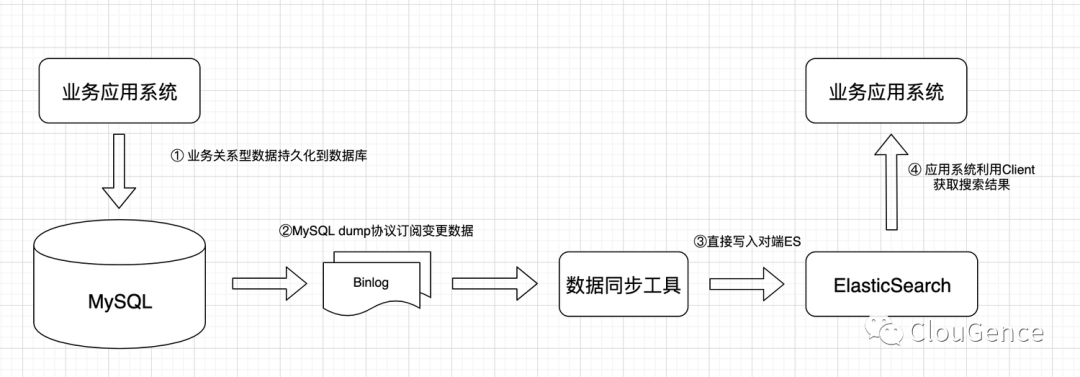 业务应用系统
业务应用系统
① 业务关系型数据持久化到数据库
④ 应用系统利用Client
获取搜索结果
②MySQL dump协议订阅变更数据
③直接写入对端ES
MySQL
Binlog
数据同步工具
ElasticSearch
ClouGence